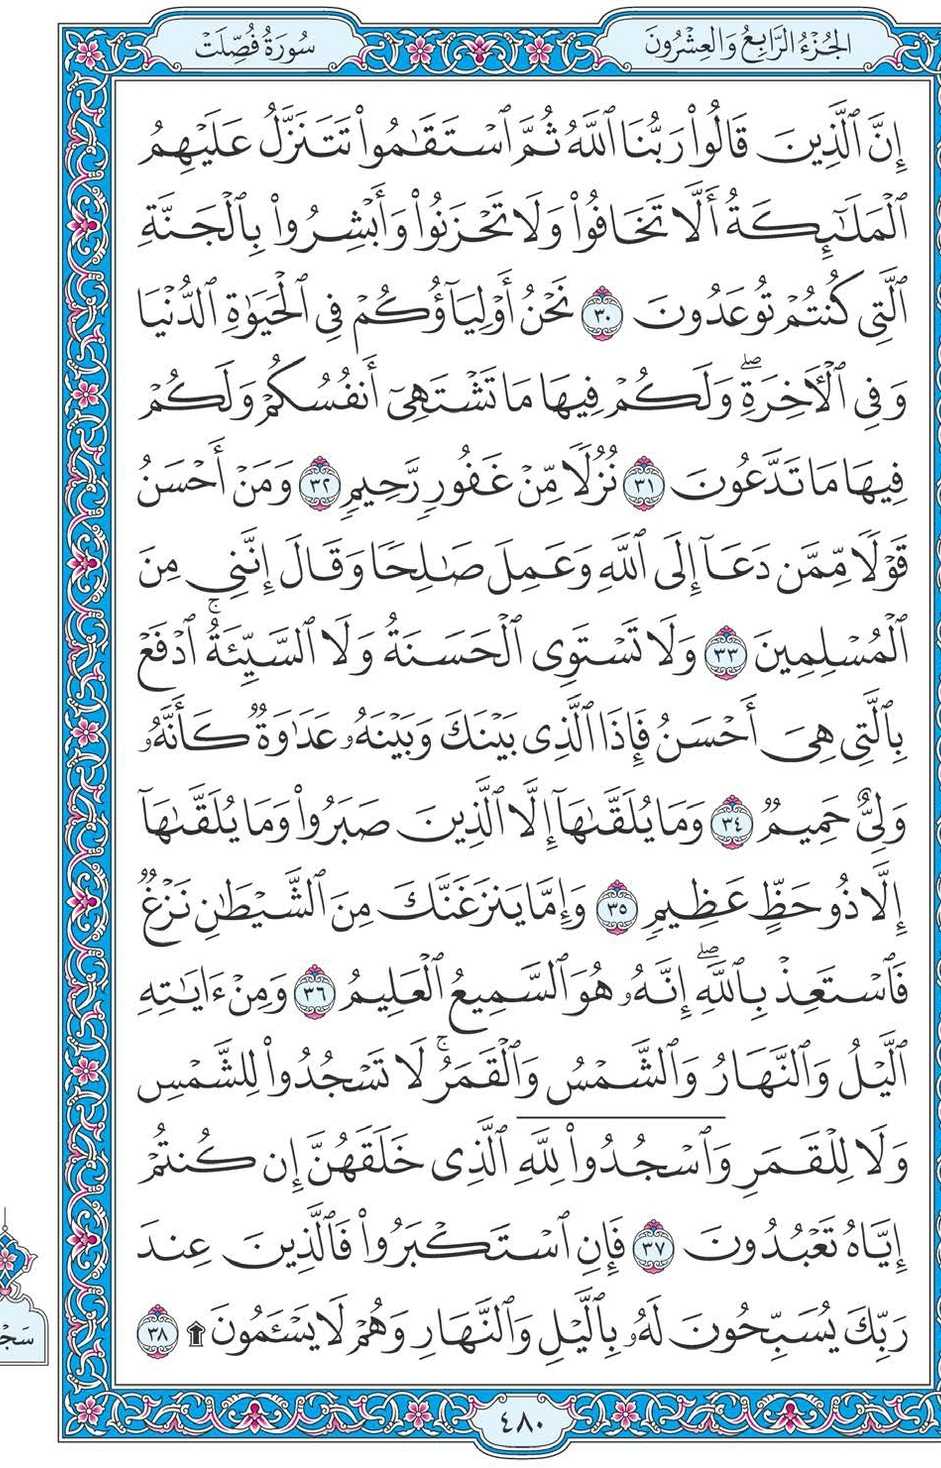 الجُزْءُ الرَّابِعُ وَالعِشْرُونَ
سُورَةُ فُصِّلَتْ
إِنَّ ٱلَّذِينَ قَالُوا۟ رَبُّنَا ٱللَّهُ ثُمَّ ٱسْتَقَٰمُوا۟ تَتَنَزَّلُ عَلَيْهِمُ
ٱلْمَلَٰٓئِكَةُ أَلَّا تَخَافُوا۟ وَلَا تَحْزَنُوا۟ وَأَبْشِرُوا۟ بِٱلْجَنَّةِ
ٱلَّتِى كُنتُمْ تُوعَدُونَ ٣٠ نَحْنُ أَوْلِيَآؤُكُمْ فِى ٱلْحَيَوٰةِ ٱلدُّنْيَا
وَفِى ٱلْءَاخِرَةِ ۖ وَلَكُمْ فِيهَا مَا تَشْتَهِىٓ أَنفُسُكُمْ وَلَكُمْ
فِيهَا مَا تَدَّعُونَ ٣١ نُزُلًا مِّنْ غَفُورٍ رَّحِيمٍ ٣٢ وَمَنْ أَحْسَنُ
قَوْلًا مِّمَّن دَعَآ إِلَى ٱللَّهِ وَعَمِلَ صَٰلِحًا وَقَالَ إِنَّنِى مِنَ
ٱلْمُسْلِمِينَ ٣٣ وَلَا تَسْتَوِى ٱلْحَسَنَةُ وَلَا ٱلسَّيِّئَةُ ۚ ٱدْفَعْ
بِٱلَّتِى هِىَ أَحْسَنُ فَإِذَا ٱلَّذِى بَيْنَكَ وَبَيْنَهُۥ عَدَٰوَةٌ كَأَنَّهُۥ
وَلِىٌّ حَمِيمٌ ٣٤ وَمَا يُلَقَّىٰهَآ إِلَّا ٱلَّذِينَ صَبَرُوا۟ وَمَا يُلَقَّىٰهَآ
إِلَّا ذُو حَظٍّ عَظِيمٍ ٣٥ وَإِمَّا يَنزَغَنَّكَ مِنَ ٱلشَّيْطَٰنِ نَزْغٌ
فَٱسْتَعِذْ بِٱللَّهِ ۖ إِنَّهُۥ هُوَ ٱلسَّمِيعُ ٱلْعَلِيمُ ٣٦ وَمِنْ ءَايَٰتِهِ
ٱلَّيْلُ وَٱلنَّهَارُ وَٱلشَّمْسُ وَٱلْقَمَرُ ۚ لَا تَسْجُدُوا۟ لِلشَّمْسِ
وَلَا لِلْقَمَرِ وَٱسْجُدُوا۟ لِلَّهِ ٱلَّذِى خَلَقَهُنَّ إِن كُنتُمْ
إِيَّاهُ تَعْبُدُونَ ٣٧ فَإِنِ ٱسْتَكْبَرُوا۟ فَٱلَّذِينَ عِندَ
رَبِّكَ يُسَبِّحُونَ لَهُۥ بِٱلَّيْلِ وَٱلنَّهَارِ وَهُمْ لَا يَسْـَٔمُونَ ۩ ٣٨
٤٨٠